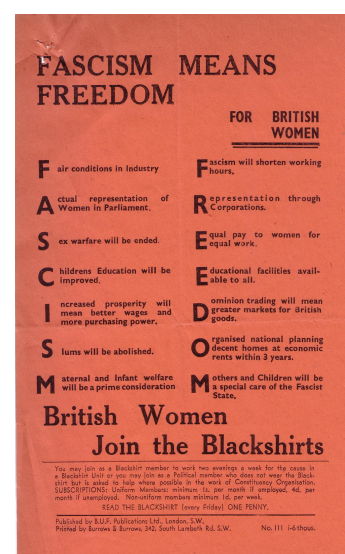 FASCISM MEANS
FREEDOM
FOR BRITISH
WOMEN
Fair conditions in Industry
Actual representation of
Women in Parliament.
Sex warfare will be ended.
Childrens Education will be
improved.
Increased prosperity will
mean better wages and
more purchasing power.
Slums will be abolished.
Maternal and Infant welfare
will be a prime consideration
Fascism will shorten working
hours.
Representation through
Corporations.
Equal pay to women for
equal work.
Educational facilities avail-
able to all.
Dominion trading will mean
greater markets for British
goods.
Organised national planning
decent homes at economic
rents within 3 years.
Mothers and Children will be
a special care of the Fascist
State.
British Women
Join the Blackshirts
You may join as a Blackshirt member to work two evenings a week for the cause in
a Blackshirt Unit or you may join as a Political member who does not wear the Black-
shirt but is asked to help where possible in the work of Constituency Organisation.
SUBSCRIPTIONS: Uniform Members: minimum 1s. per month if employed, 4d. per
month if unemployed. Non-uniform members minimum 1d. per week.
READ THE BLACKSHIRT (every Friday) ONE PENNY.
Published by B.U.F. Publications Ltd., London, S.W.
Printed by Burrows & Burrows, 342, South Lambeth Rd. S.W. No. 111 i-6thous.